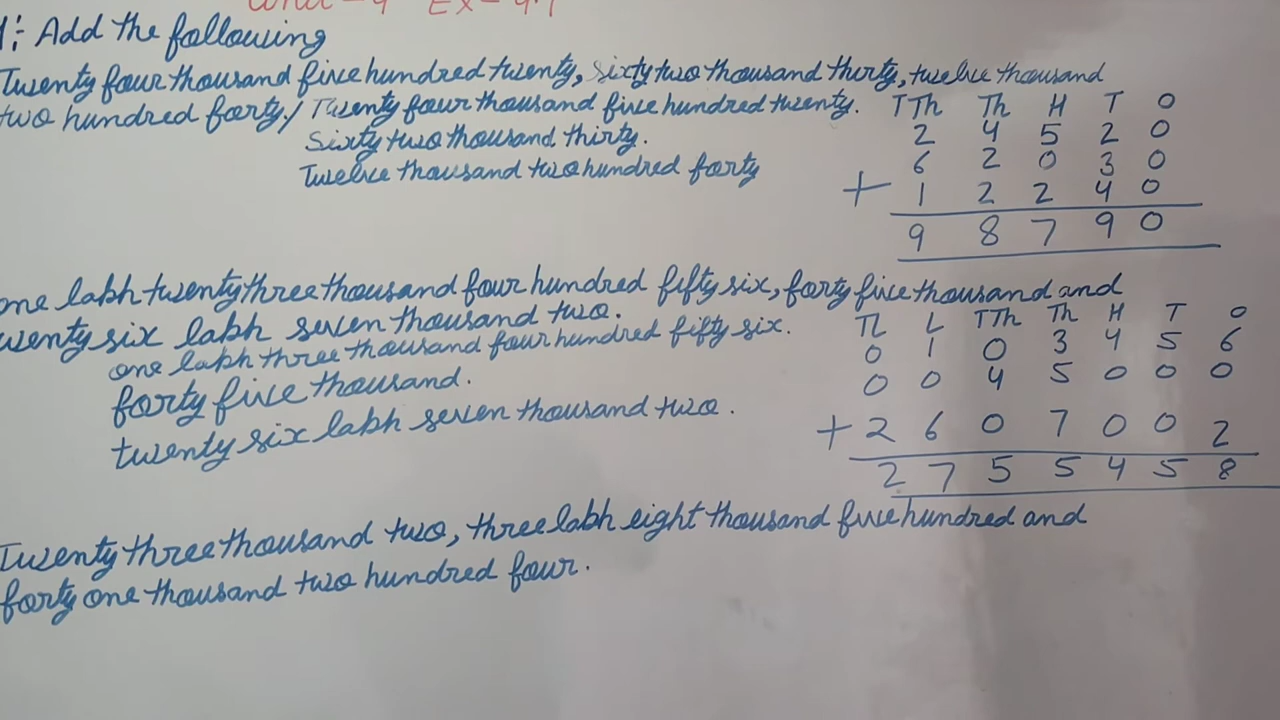 Unit-4 Ex-4.1
1:- Add the following
Twenty four thousand five hundred twenty, sixty two thousand thirty, twelve thousand
two hundred forty./ Twenty four thousand five hundred twenty. TTh Th H T O
2 4 5 2 0
Sixty two thousand thirty. 6 2 0 3 0
Twelve thousand two hundred forty + 1 2 2 4 0
9 8 7 9 0
one lakh twenty three thousand four hundred fifty six, forty five thousand and
twenty six lakh seven thousand two. TL L TTh Th H T O
one lakh three thousand four hundred fifty six. 0 1 0 3 4 5 6
forty five thousand. 0 0 4 5 0 0 0
twenty six lakh seven thousand two. + 2 6 0 7 0 0 2
2 7 5 5 4 5 8
Twenty three thousand two, three lakh eight thousand five hundred and
forty one thousand two hundred four.